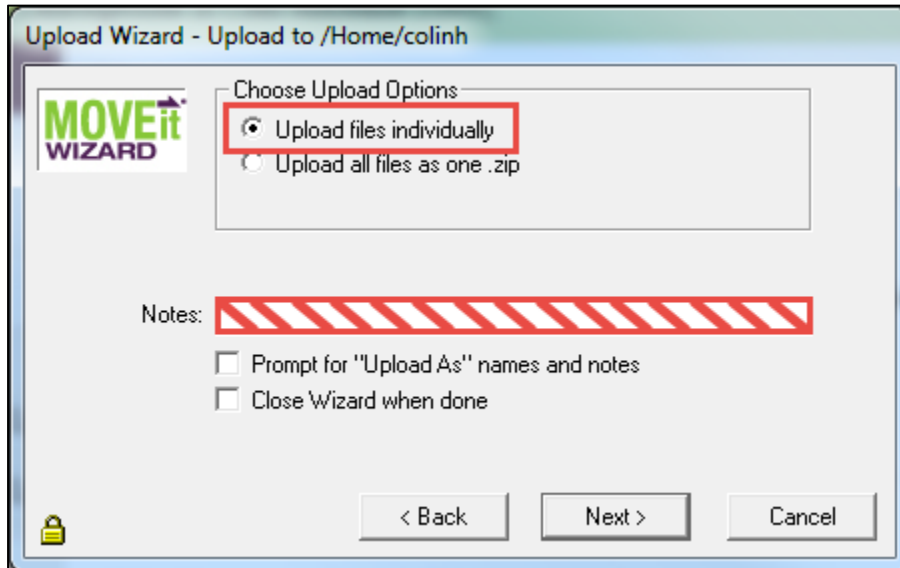 Upload Wizard - Upload to /Home/colinh
MOVEit
WIZARD
Choose Upload Options
Upload files individually
Upload all files as one .zip
Notes:
Prompt for "Upload As" names and notes
Close Wizard when done
< Back
Next >
Cancel